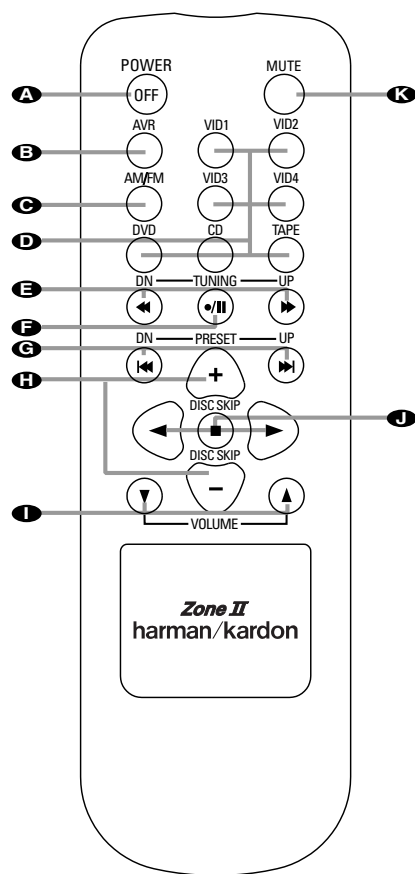 POWER MUTE
A OFF K
AVR VID1 VID2
B
AM/FM VID3 VID4
C
D
DVD CD TAPE
E DN TUNING UP
F
G DN PRESET UP
H +
DISC SKIP
J
DISC SKIP
−
I
VOLUME
Zone II
harman/kardon